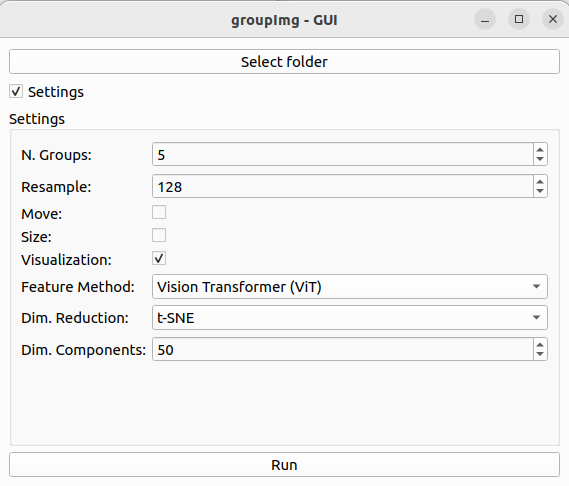 groupImg - GUI
Select folder
Settings
Settings
N. Groups: 5
Resample: 128
Move:
Size:
Visualization:
Feature Method: Vision Transformer (ViT)
Dim. Reduction: t-SNE
Dim. Components: 50
Run